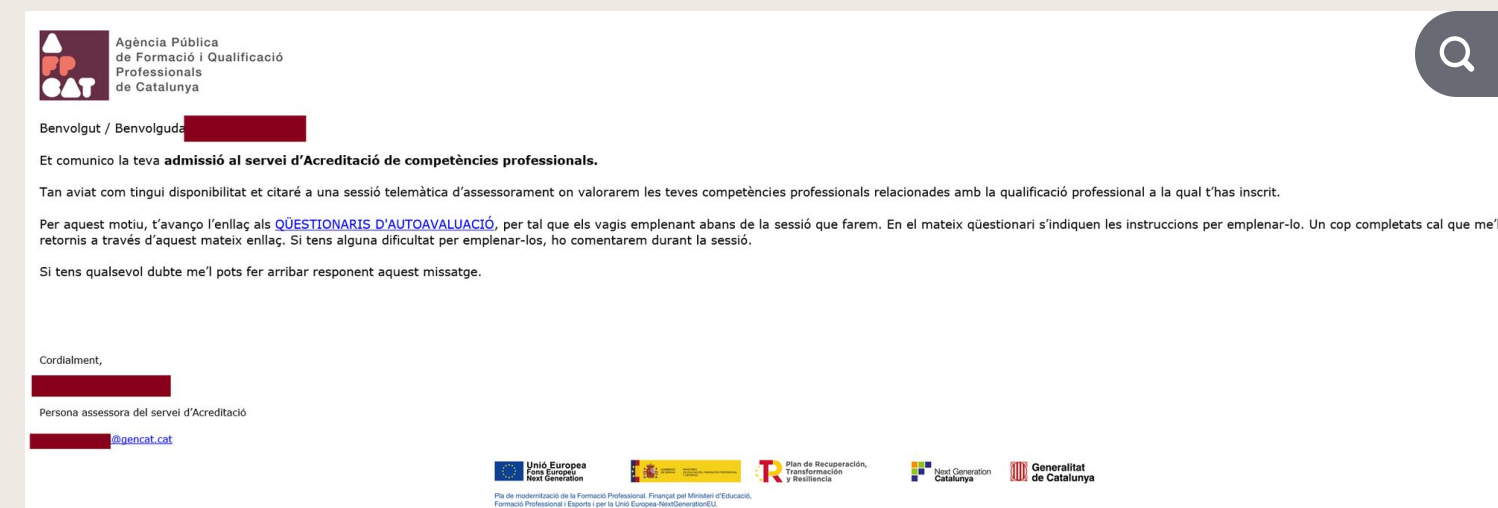 AFPCAT
Agència Pública
de Formació i Qualificació
Professionals
de Catalunya
Benvolgut / Benvolguda
Et comunico la teva admissió al servei d'Acreditació de competències professionals.
Tan aviat com tingui disponibilitat et citaré a una sessió telemàtica d'assessorament on valorarem les teves competències professionals relacionades amb la qualificació professional a la qual t'has inscrit.
Per aquest motiu, t'avanço l'enllaç als QÜESTIONARIS D'AUTOAVALUACIÓ, per tal que els vagis emplenant abans de la sessió que farem. En el mateix qüestionari s'indiquen les instruccions per emplenar-lo. Un cop completats cal que me'l
retornis a través d'aquest mateix enllaç. Si tens alguna dificultat per emplenar-los, ho comentarem durant la sessió.
Si tens qualsevol dubte me'l pots fer arribar responent aquest missatge.
Cordialment,
Persona assessora del servei d'Acreditació
@gencat.cat
Unió Europea
Fons Europeu
Next Generation
Plan de Recuperación,
Transformación
y Resiliencia
Next Generation
Catalunya
Generalitat
de Catalunya
Pla de modernització de la Formació Professional. Finançat pel Ministeri d'Educació,
Formació Professional i Esports i per la Unió Europea-NextGenerationEU.